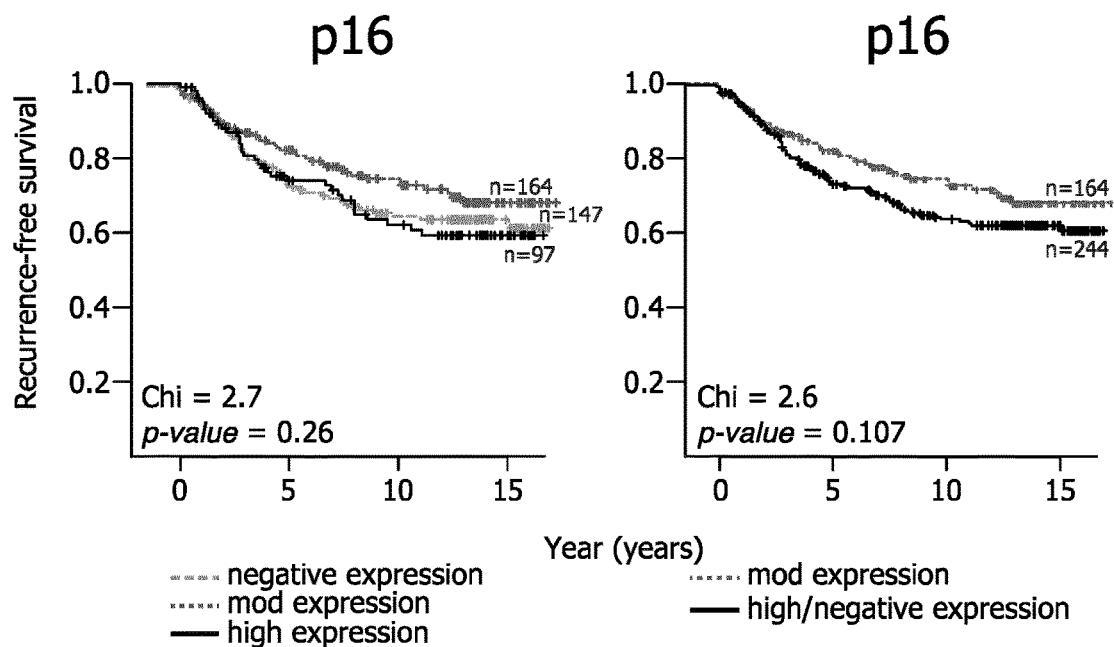 p16
p16
Recurrence-free survival
1.0
0.8
0.6
0.4
0.2
n=164
n=147
n=97
Chi = 2.7
p-value = 0.26
0 5 10 15
1.0
0.8
0.6
0.4
0.2
n=164
n=244
Chi = 2.6
p-value = 0.107
0 5 10 15
Year (years)
negative expression
mod expression
high expression
mod expression
high/negative expression